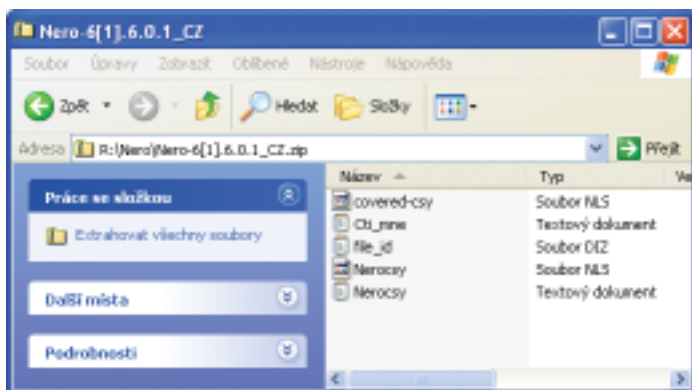 Nero-6[1].6.0.1_CZ
Soubor Úpravy Zobrazit Oblíbené Nástroje Nápověda
Zpět Hledat Složky
Adresa R:\Nero\Nero-6[1].6.0.1_CZ.zip Přejít
Název Typ Ve
Práce se složkou
Extrahovat všechny soubory
Další místa
Podrobnosti
covered-csy Soubor NLS
Cti_mne Textový dokument
file_id Soubor DIZ
Nerocsy Soubor NLS
Nerocsy Textový dokument